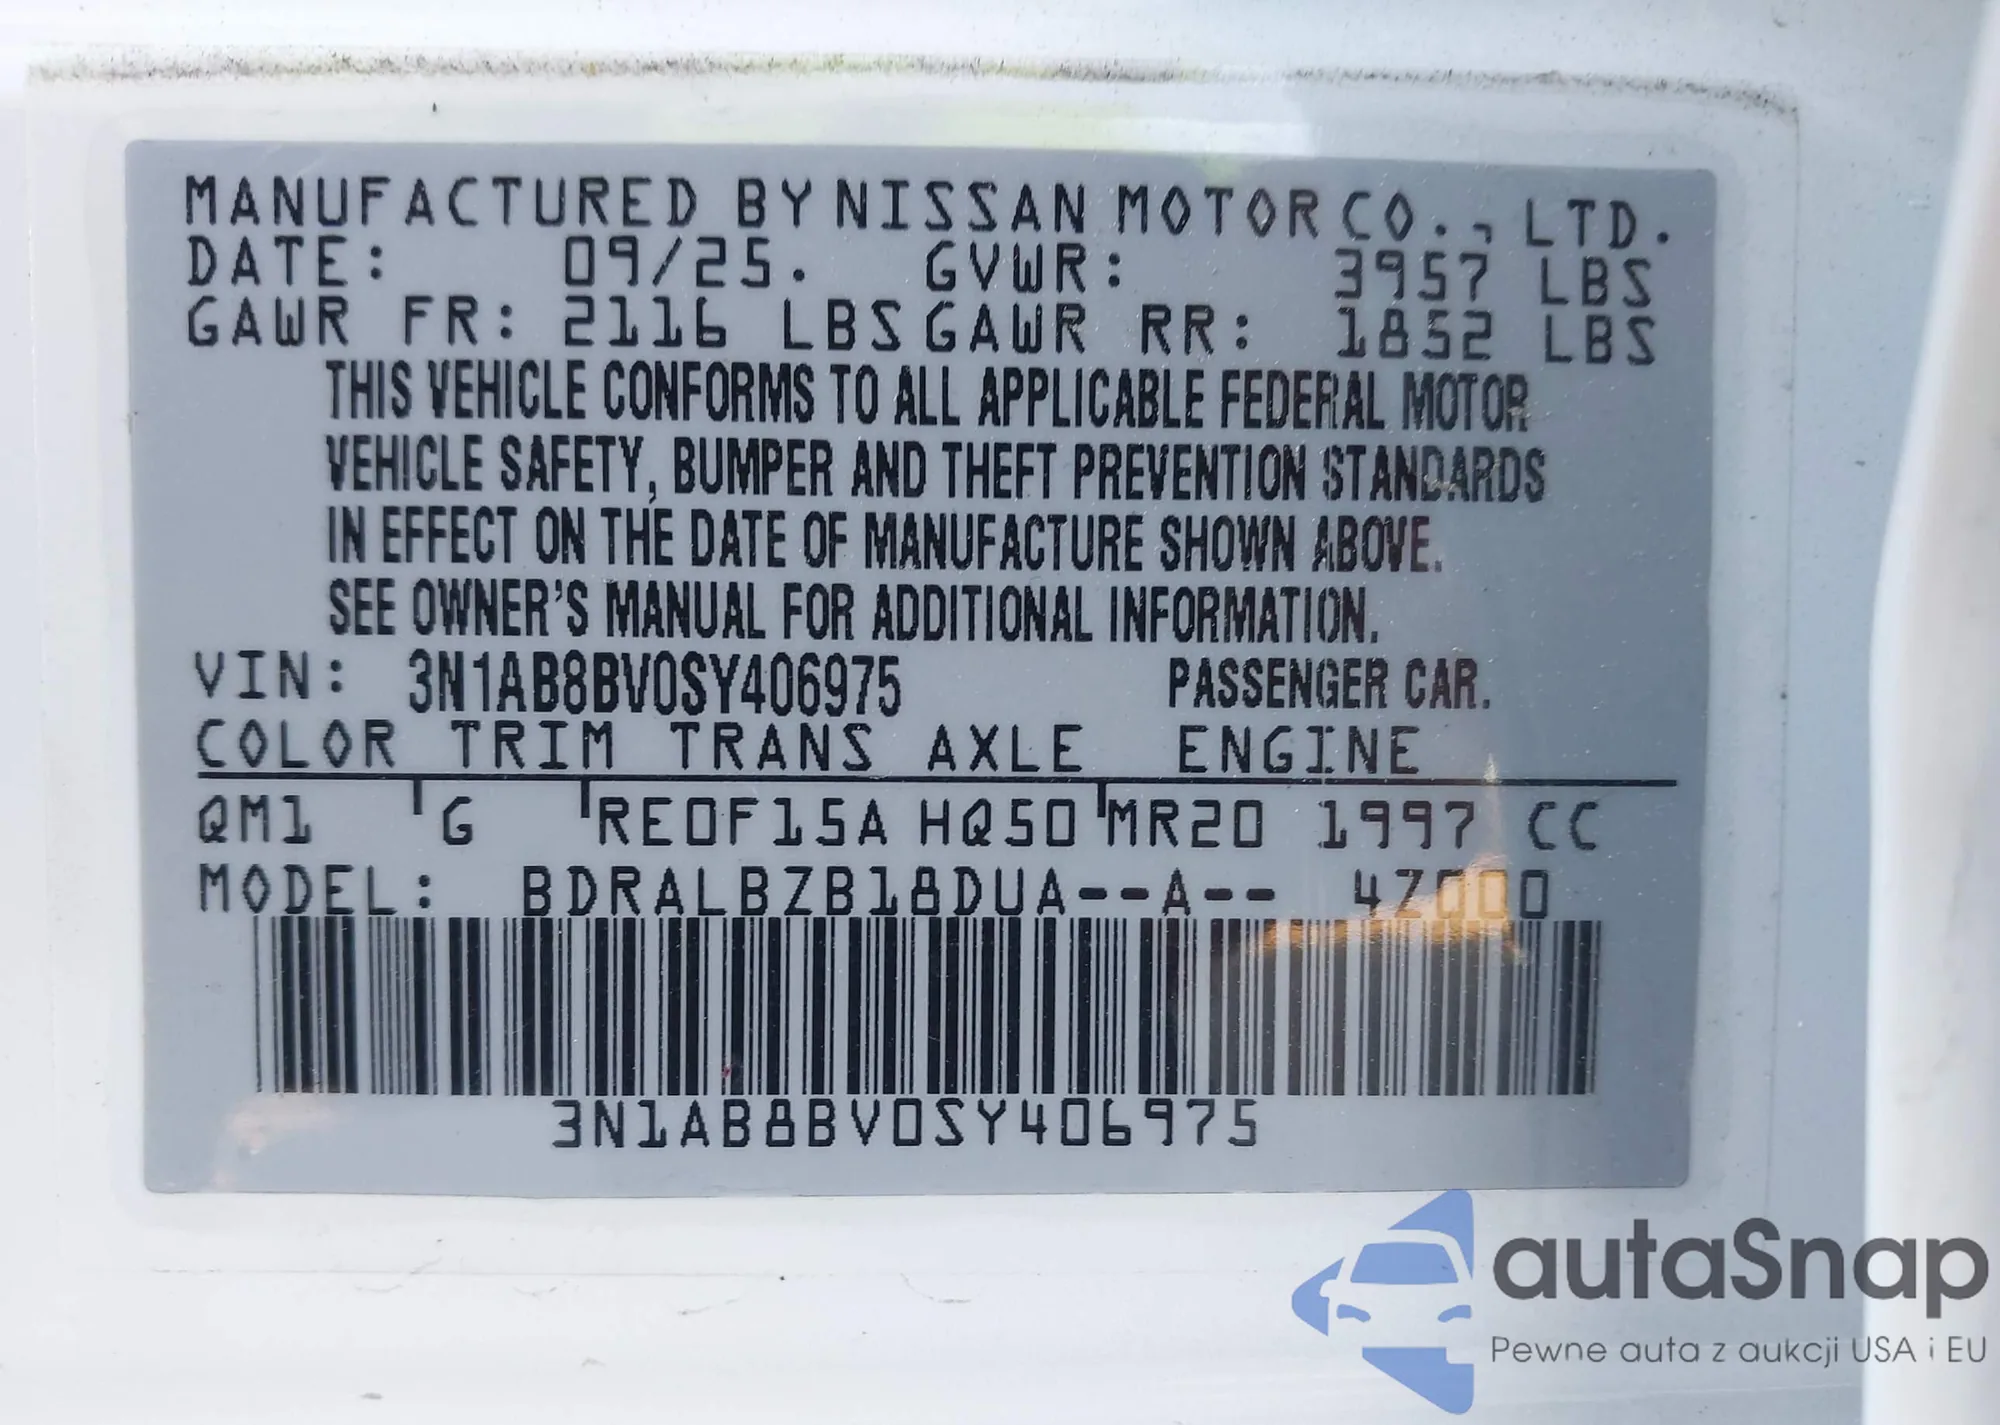 MANUFACTURED BY NISSAN MOTOR CO., LTD.
DATE: 09/25. GVWR: 3957 LBS
GAWR FR: 2116 LBS GAWR RR: 1852 LBS
THIS VEHICLE CONFORMS TO ALL APPLICABLE FEDERAL MOTOR
VEHICLE SAFETY, BUMPER AND THEFT PREVENTION STANDARDS
IN EFFECT ON THE DATE OF MANUFACTURE SHOWN ABOVE.
SEE OWNER'S MANUAL FOR ADDITIONAL INFORMATION.
VIN: 3N1AB8BV0SY406975 PASSENGER CAR.
COLOR TRIM TRANS AXLE ENGINE
QM1 G RE0F15A HQ50 MR20 1997 CC
MODEL: BDRALBZB18DUA--A-- 4Z000
3N1AB8BV0SY406975
autaSnap
Pewne auta z aukcji USA i EU